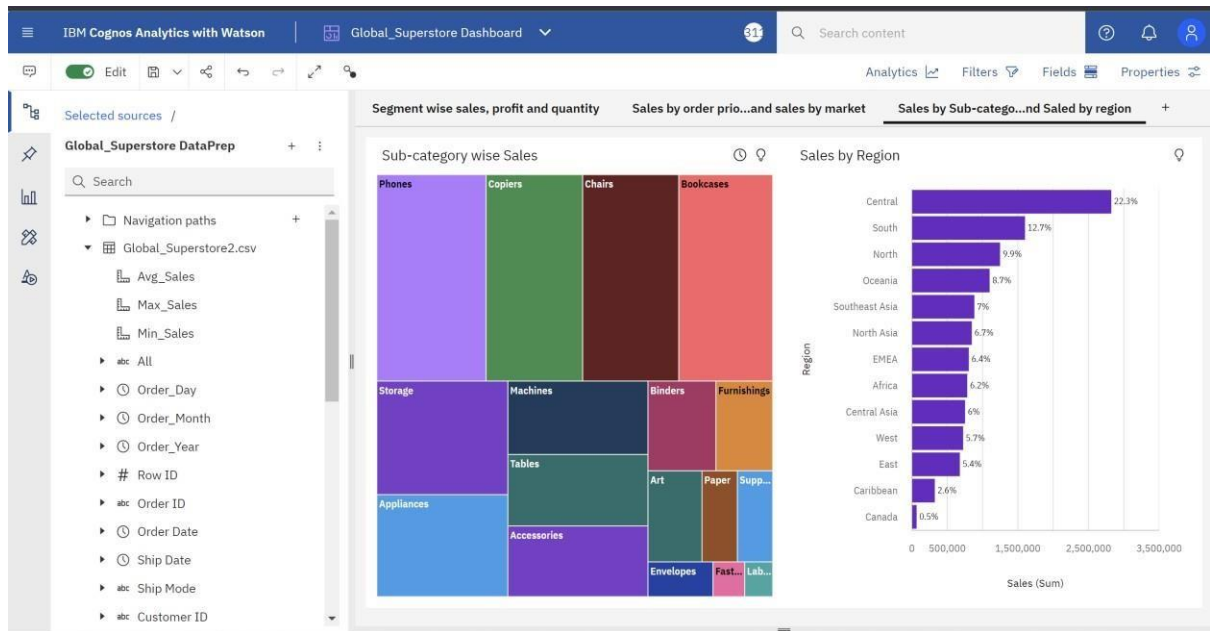 IBM Cognos Analytics with Watson
Global_Superstore Dashboard
Search content
Edit
Analytics
Filters
Fields
Properties
Selected sources /
Global_Superstore DataPrep
Search
Navigation paths
Global_Superstore2.csv
Avg_Sales
Max_Sales
Min_Sales
abc All
Order_Day
Order_Month
Order_Year
# Row ID
abc Order ID
Order Date
Ship Date
abc Ship Mode
abc Customer ID
Segment wise sales, profit and quantity
Sales by order prio...and sales by market
Sales by Sub-catego...nd Saled by region
Sub-category wise Sales
Phones
Copiers
Chairs
Bookcases
Storage
Machines
Binders
Furnishings
Tables
Art
Paper
Supp...
Appliances
Accessories
Envelopes
Fast...
Lab...
Sales by Region
Region
Central 22.3%
South 12.7%
North 9.9%
Oceania 8.7%
Southeast Asia 7%
North Asia 6.7%
EMEA 6.4%
Africa 6.2%
Central Asia 6%
West 5.7%
East 5.4%
Caribbean 2.6%
Canada 0.5%
0 500,000 1,500,000 2,500,000 3,500,000
Sales (Sum)